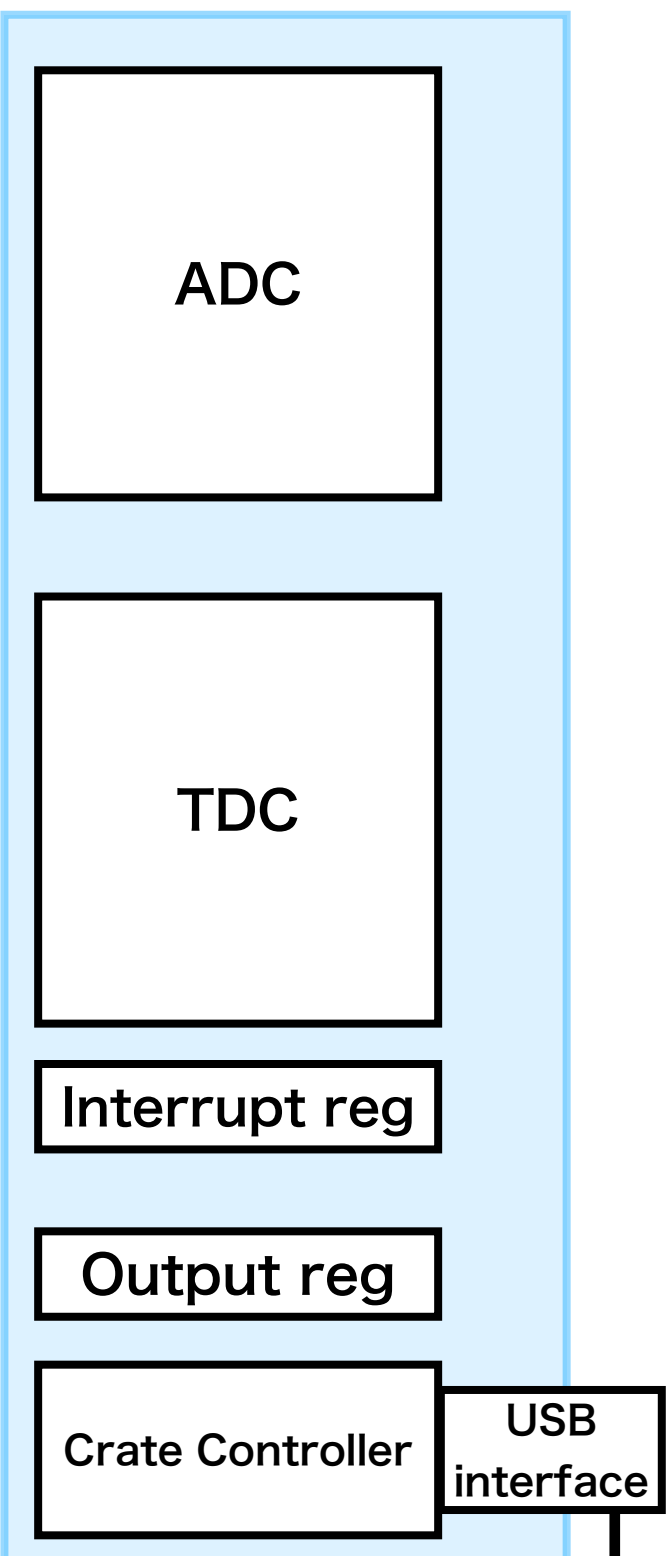 ADC
TDC
Interrupt reg
Output reg
Crate Controller
USB
interface